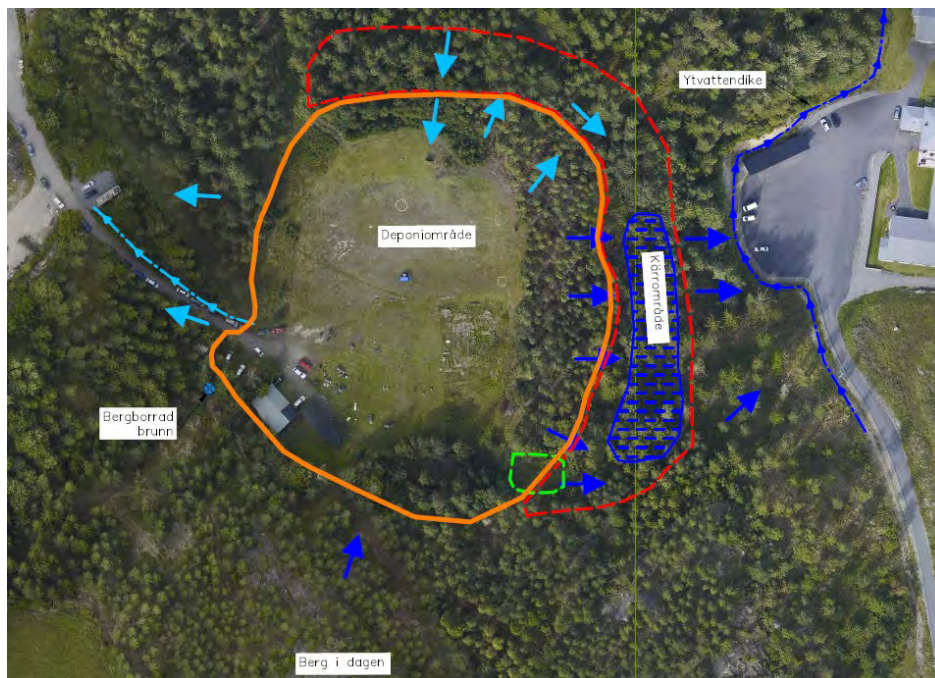 Ytvattendike
Deponiområde
Kärrområde
Bergborrad
brunn
Berg i dagen